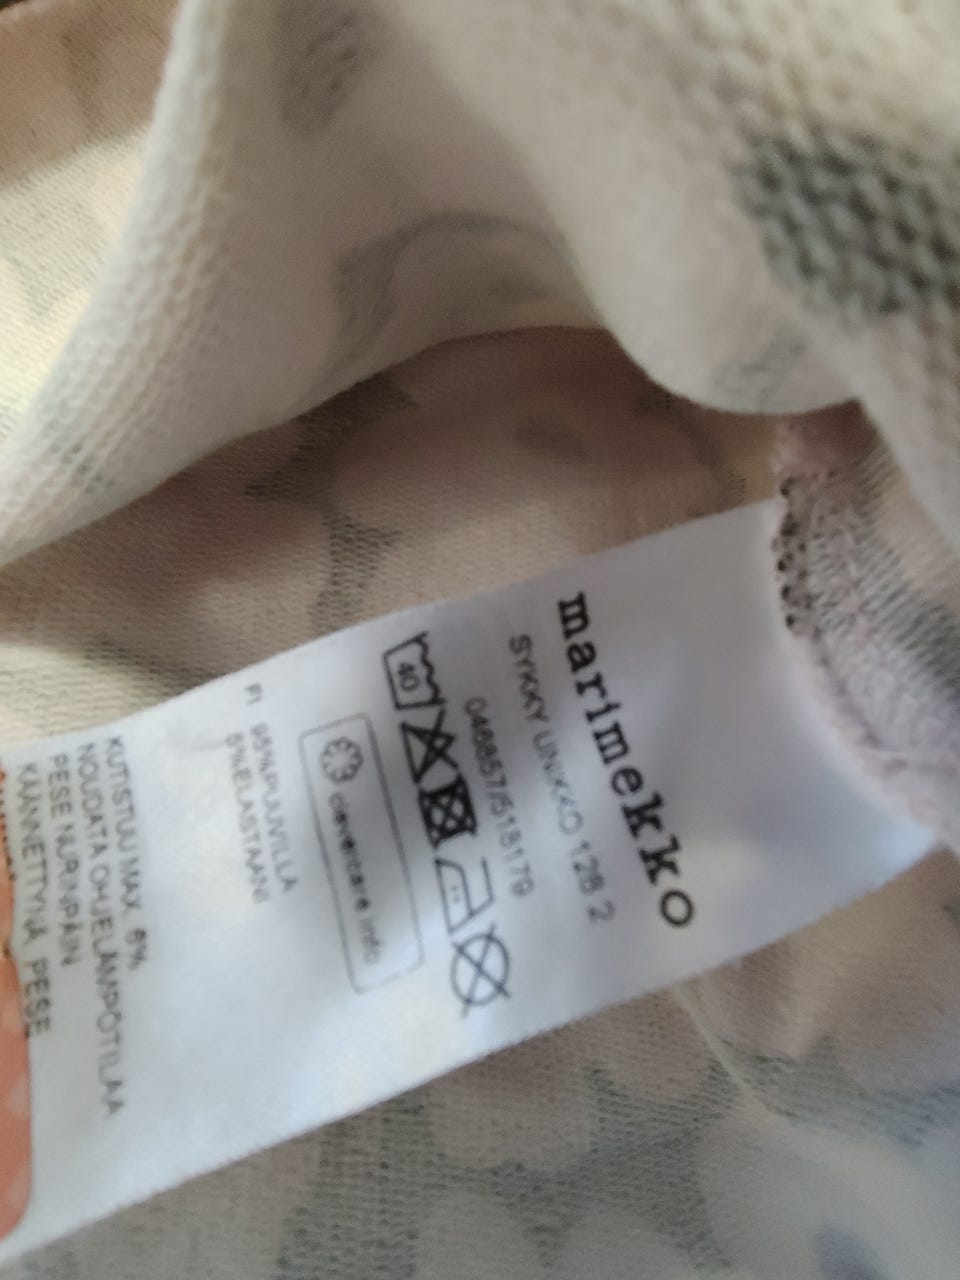 marimekko
SYKKY UNIKKO 128 2
046857/518179
40
clevercare.info
FI 95%PUUVILLA
5%ELASTAANI
KUTISTUU MAX. 6%
NOUDATA OHJELÄMPÖTILAA
PESE NURINPÄIN
KÄÄNNETTYNÄ, PESE